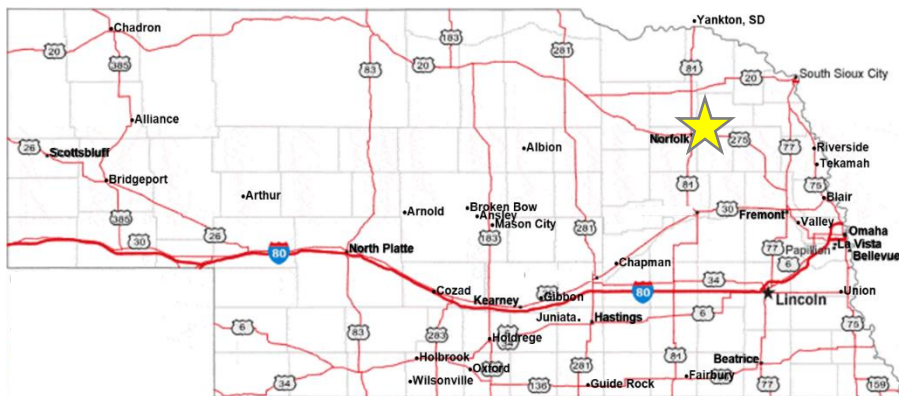 Yankton, SD
Chadron
183
281
81
20
83
20
20
385
South Sioux City
Alliance
26
Scottsbluff
Albion
Norfolk
275
77
Riverside
Tekamah
Bridgeport
Arthur
Arnold
Broken Bow
Ansley
Mason City
81
75
Blair
30
Fremont
Valley
385
26
30
183
281
Omaha
La Vista
Papillion
Bellevue
77
6
80
North Platte
Chapman
34
Cozad
Kearney
Gibbon
80
Lincoln
Union
6
83
283
Juniata
Hastings
6
75
Holdrege
81
Holbrook
Oxford
Beatrice
34
Wilsonville
136
281
Guide Rock
Fairbury
77
159